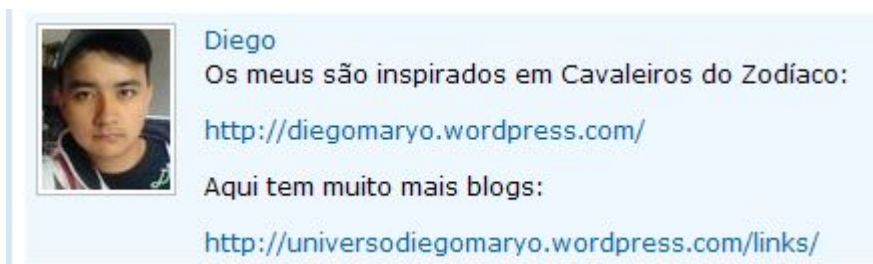 Diego
Os meus são inspirados em Cavaleiros do Zodíaco:
http://diegomaryo.wordpress.com/
Aqui tem muito mais blogs:
http://universodiegomaryo.wordpress.com/links/